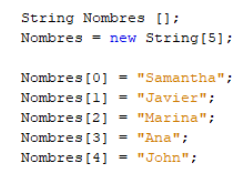 String Nombres [];
Nombres = new String[5];
Nombres[0] = "Samantha";
Nombres[1] = "Javier";
Nombres[2] = "Marina";
Nombres[3] = "Ana";
Nombres[4] = "John";